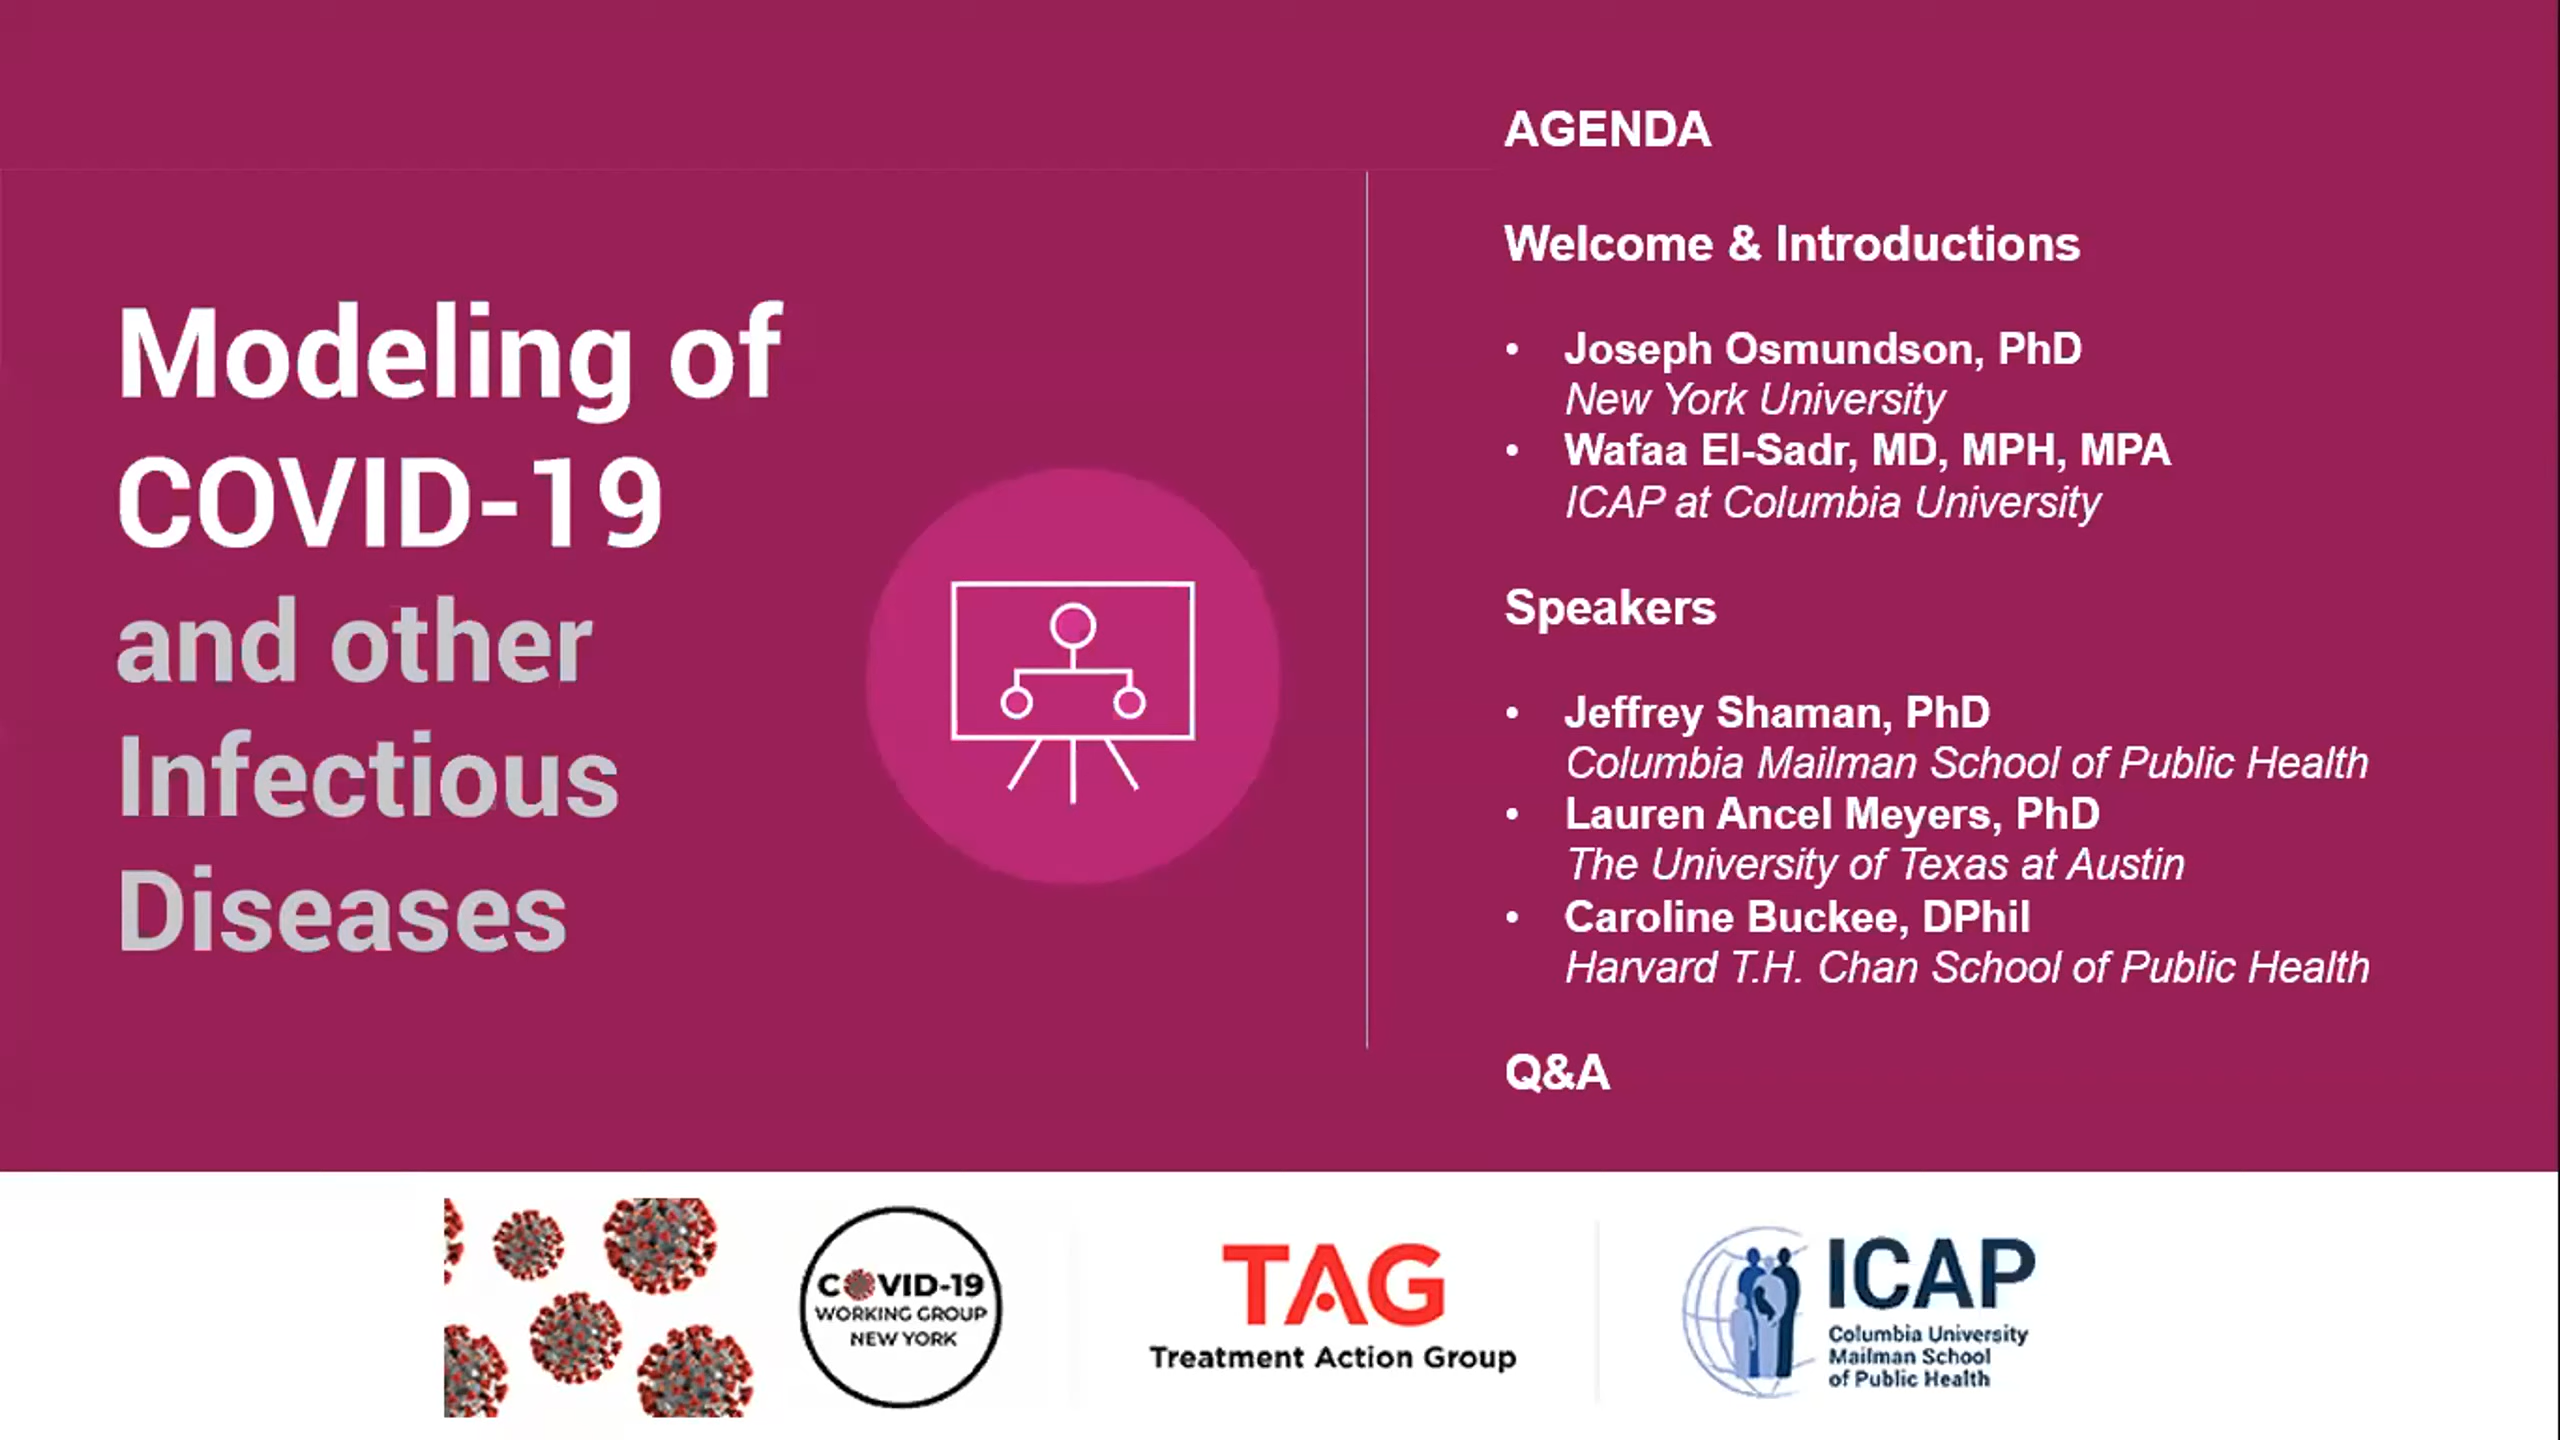 Modeling of
COVID-19
and other
Infectious
Diseases
AGENDA
Welcome & Introductions
• Joseph Osmundson, PhD
New York University
• Wafaa El-Sadr, MD, MPH, MPA
ICAP at Columbia University
Speakers
• Jeffrey Shaman, PhD
Columbia Mailman School of Public Health
• Lauren Ancel Meyers, PhD
The University of Texas at Austin
• Caroline Buckee, DPhil
Harvard T.H. Chan School of Public Health
Q&A
COVID-19
WORKING GROUP
NEW YORK
TAG
Treatment Action Group
ICAP
Columbia University
Mailman School
of Public Health